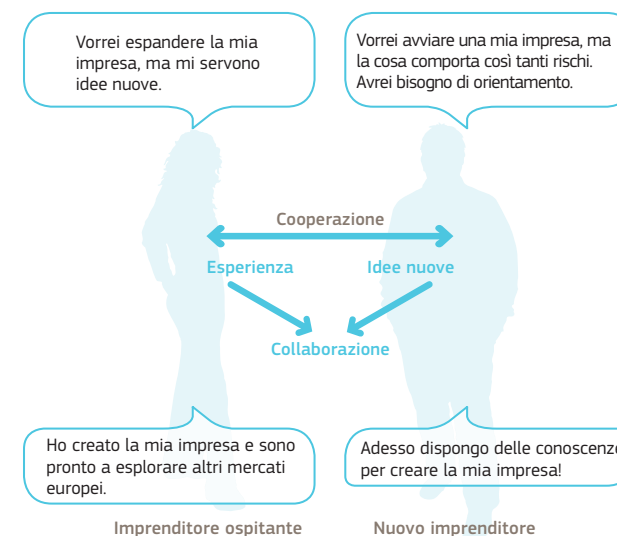 Vorrei espandere la mia
impresa, ma mi servono
idee nuove.
Vorrei avviare una mia impresa, ma
la cosa comporta così tanti rischi.
Avrei bisogno di orientamento.
Cooperazione
Esperienza
Idee nuove
Collaborazione
Ho creato la mia impresa e sono
pronto a esplorare altri mercati
europei.
Adesso dispongo delle conoscenze
per creare la mia impresa!
Imprenditore ospitante
Nuovo imprenditore